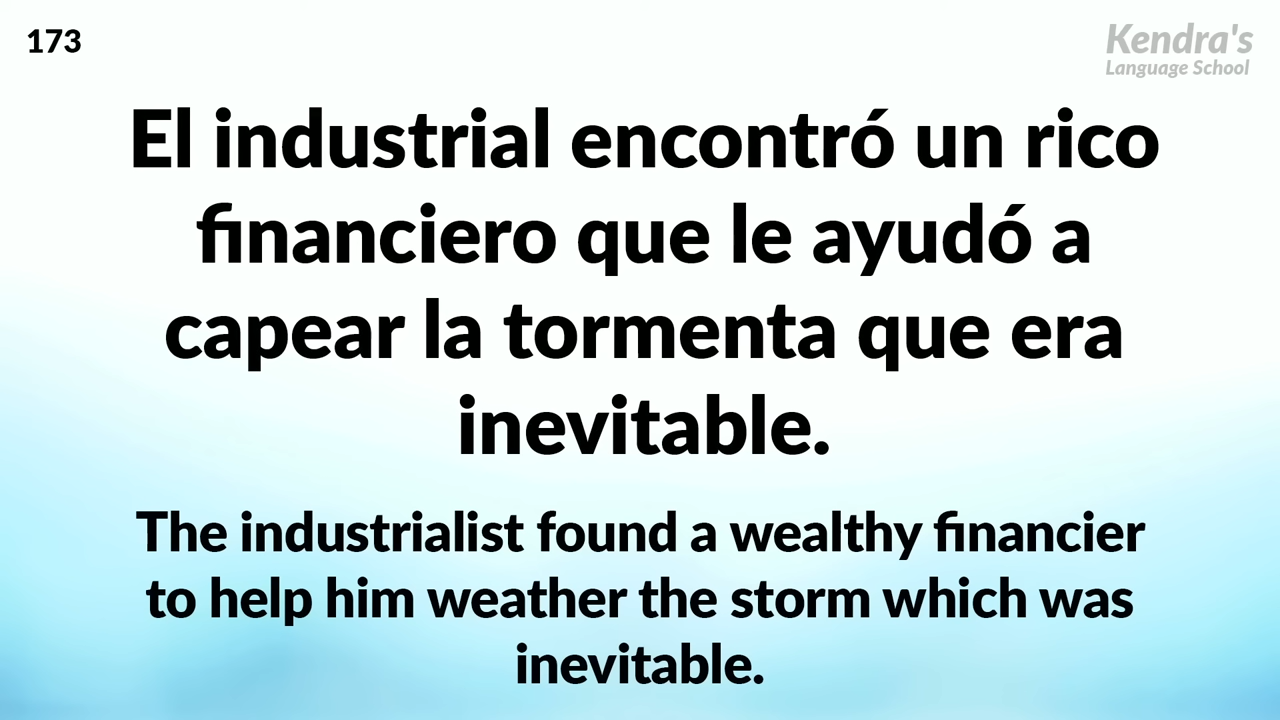 173
Kendra's
Language School
El industrial encontró un rico
financiero que le ayudó a
capear la tormenta que era
inevitable.
The industrialist found a wealthy financier
to help him weather the storm which was
inevitable.